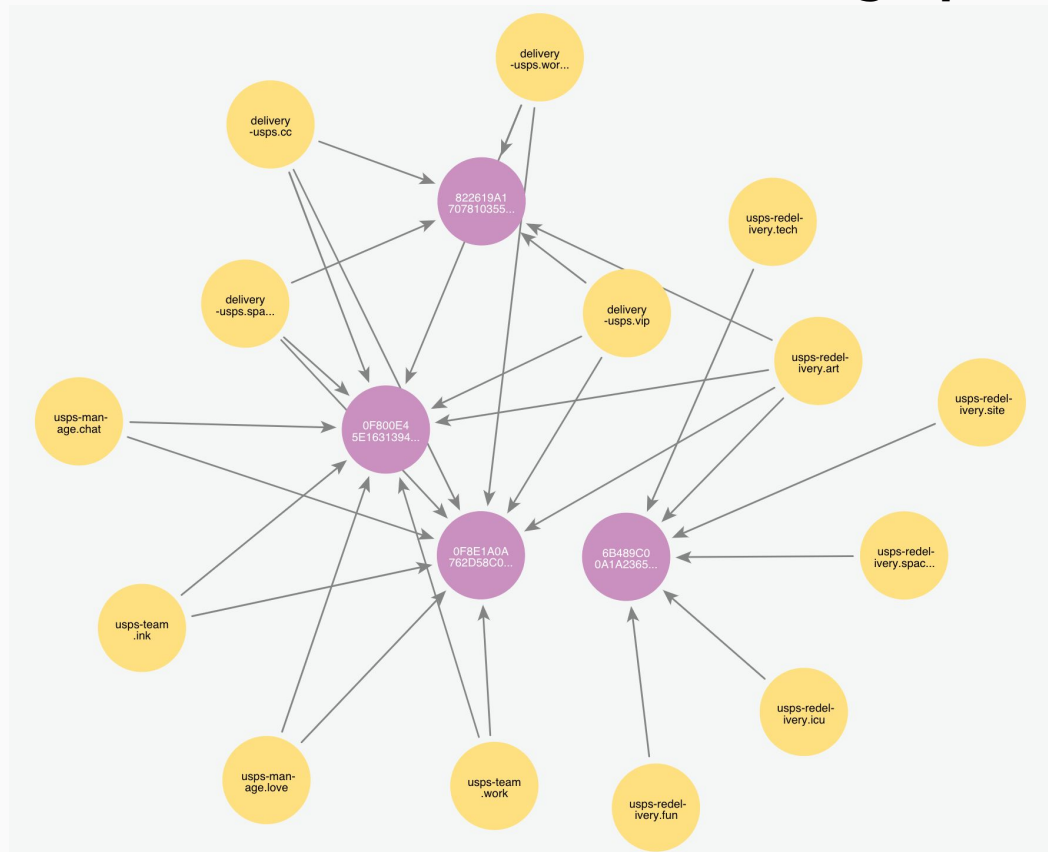 delivery
-usps.wor...
delivery
-usps.cc
822619A1
707810355...
usps-redel-
ivery.tech
delivery
-usps.spa...
delivery
-usps.vip
usps-redel-
ivery.art
usps-man-
age.chat
usps-redel-
ivery.site
0F800E4
5E1631394...
0F8E1A0A
762D58C0...
6B489C0
0A1A2365...
usps-redel-
ivery.spac...
usps-team
.ink
usps-redel-
ivery.icu
usps-man-
age.love
usps-team
.work
usps-redel-
ivery.fun